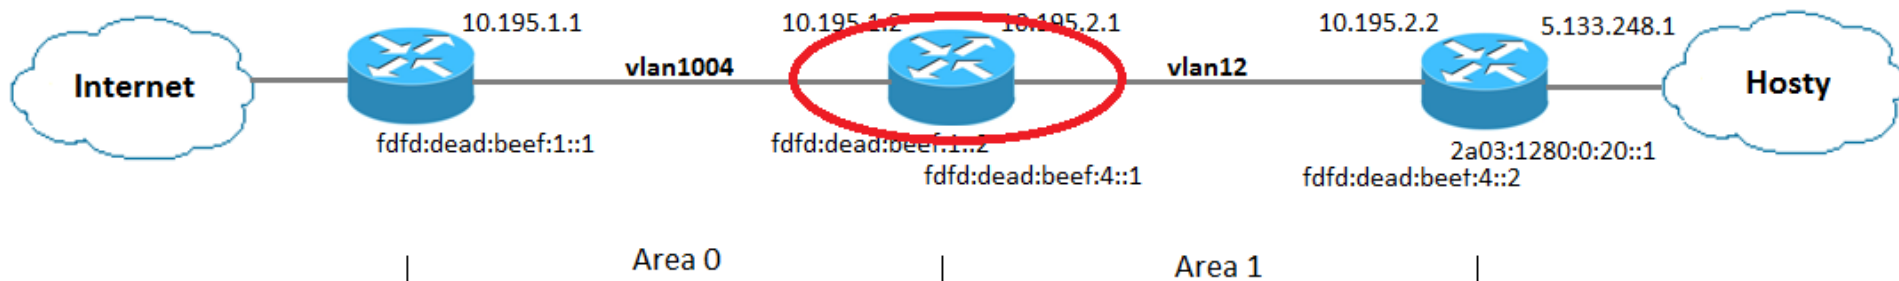 10.195.1.1
10.195.1.2
10.195.2.1
10.195.2.2
5.133.248.1
Internet
vlan1004
vlan12
Hosty
fdfd:dead:beef:1::1
fdfd:dead:beef:1::2
2a03:1280:0:20::1
fdfd:dead:beef:4::1
fdfd:dead:beef:4::2
Area 0
Area 1